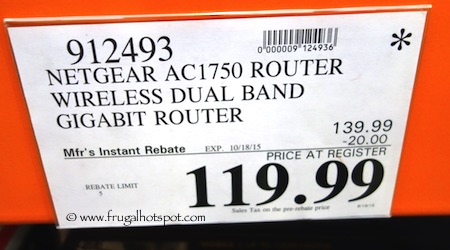 912493
0000009 124936
*
NETGEAR AC1750 ROUTER
WIRELESS DUAL BAND
GIGABIT ROUTER
139.99
Mfr's Instant Rebate EXP. 10/18/15 -20.00
PRICE AT REGISTER
REBATE LIMIT
5
119.99
© www.frugalhotspot.com
Sales Tax on the pre-rebate price